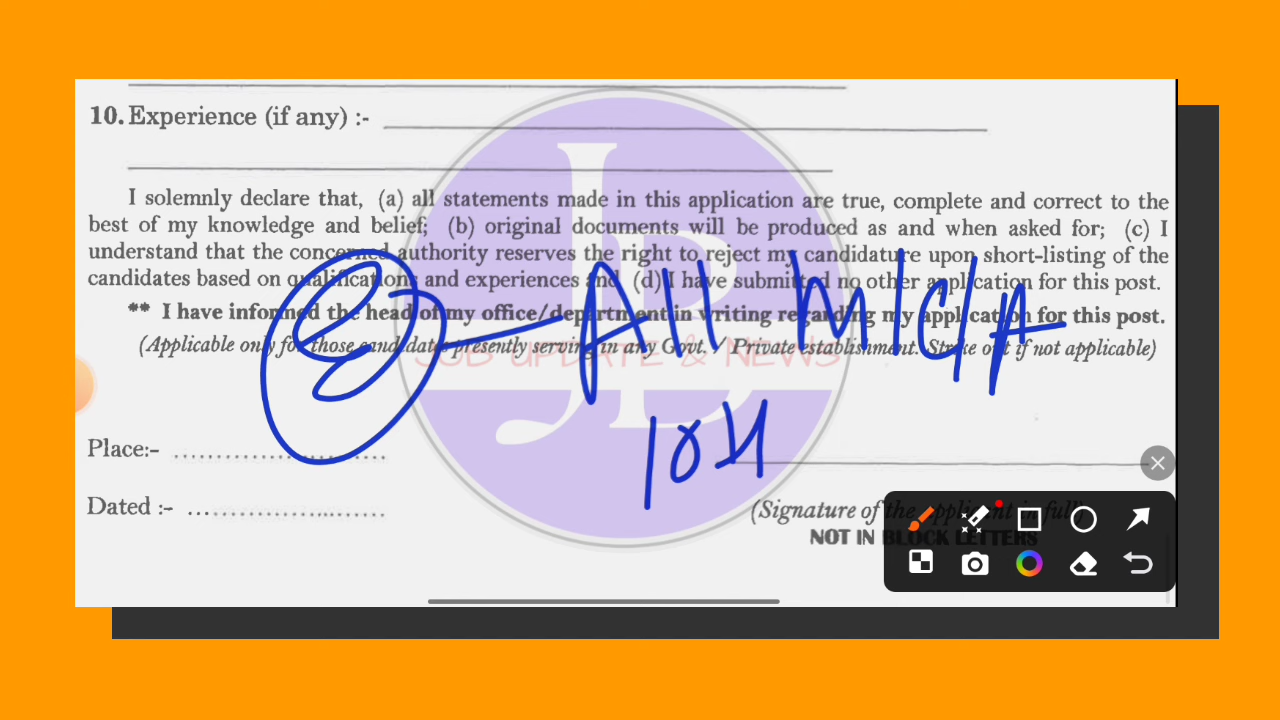 10. Experience (if any) :-
I solemnly declare that, (a) all statements made in this application are true, complete and correct to the
best of my knowledge and belief; (b) original documents will be produced as and when asked for; (c) I
understand that the concerned authority reserves the right to reject my candidature upon short-listing of the
candidates based on qualifications and experiences and (d) I have submitted no other application for this post.
** I have informed the head of my office/department in writing regarding my application for this post.
(Applicable only for those candidates presently serving in any Govt. / Private establishment. Strike out if not applicable)
JOB UPDATE & NEWS
All
Place:- ............................
Dated :- ............................
(Signature of the applicant in full)
NOT IN BLOCK LETTERS